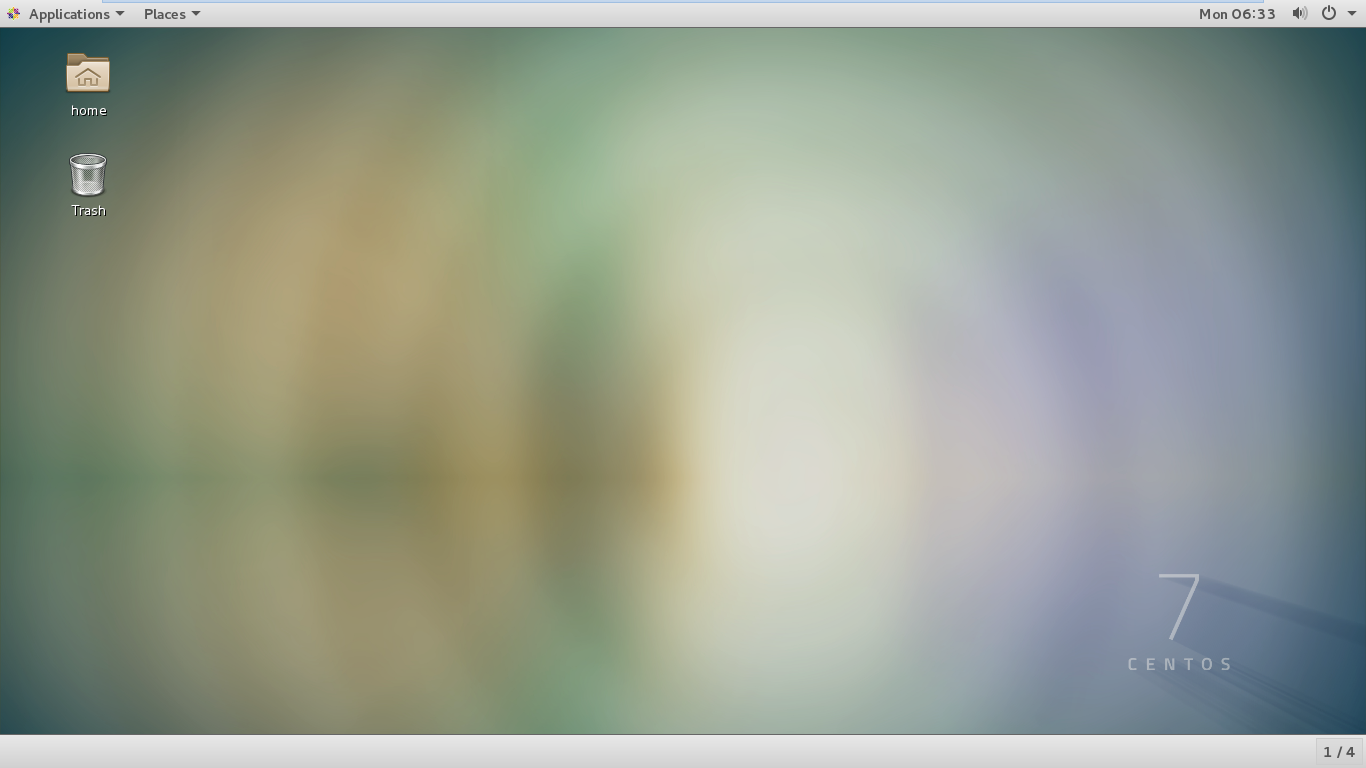 Applications Places Mon 06:33
home
Trash
7
CENTOS
1 / 4